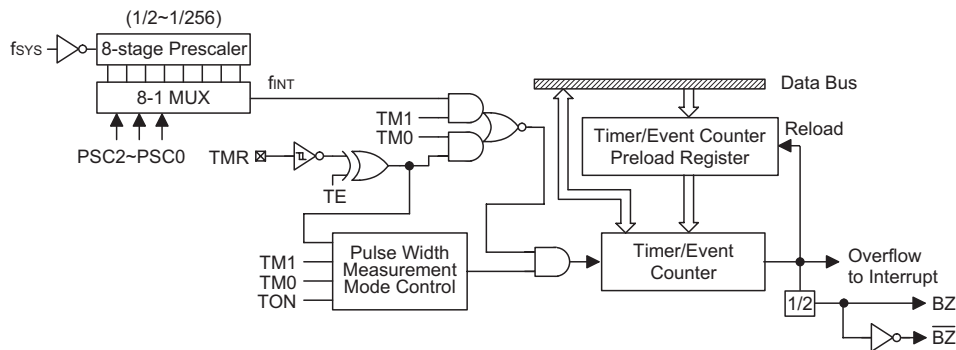 (1/2~1/256)
fSYS
8-stage Prescaler
8-1 MUX
fINT
PSC2~PSC0
TM1
TM0
TMR
TE
Data Bus
Timer/Event Counter
Preload Register
Reload
TM1
TM0
TON
Pulse Width
Measurement
Mode Control
Timer/Event
Counter
Overflow
to Interrupt
1/2
BZ
B̅Z̅